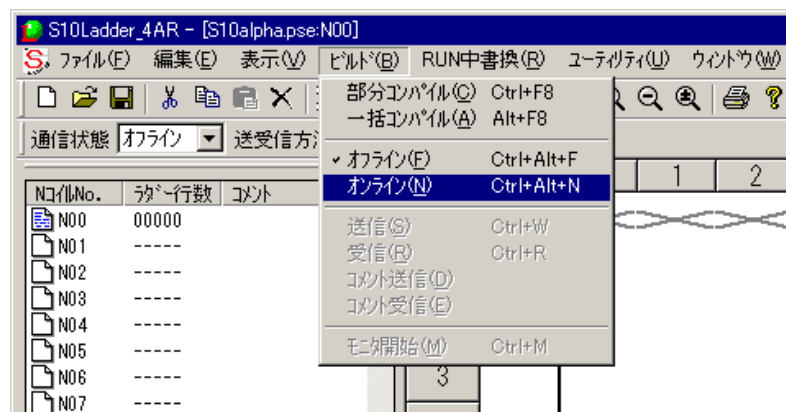 S10Ladder_4AR - [S10alpha.pse:N00]
ﾌｧｲﾙ(F) 編集(E) 表示(V) ﾋﾞﾙﾄﾞ(B) RUN中書換(R) ﾕｰﾃｨﾘﾃｨ(U) ｳｨﾝﾄﾞｳ(W)
部分ｺﾝﾊﾟｲﾙ(C) Ctrl+F8
一括ｺﾝﾊﾟｲﾙ(A) Alt+F8
通信状態 ｵﾌﾗｲﾝ 送受信方
✓ ｵﾌﾗｲﾝ(F) Ctrl+Alt+F
ｵﾝﾗｲﾝ(N) Ctrl+Alt+N
送信(S) Ctrl+W
受信(R) Ctrl+R
ｺﾒﾝﾄ送信(D)
ｺﾒﾝﾄ受信(E)
ﾓﾆﾀ開始(M) Ctrl+M
1 2
3
NｺｲﾙNo. ﾗﾀﾞｰ行数 ｺﾒﾝﾄ
N00 00000
N01 -----
N02 -----
N03 -----
N04 -----
N05 -----
N06 -----
N07 -----